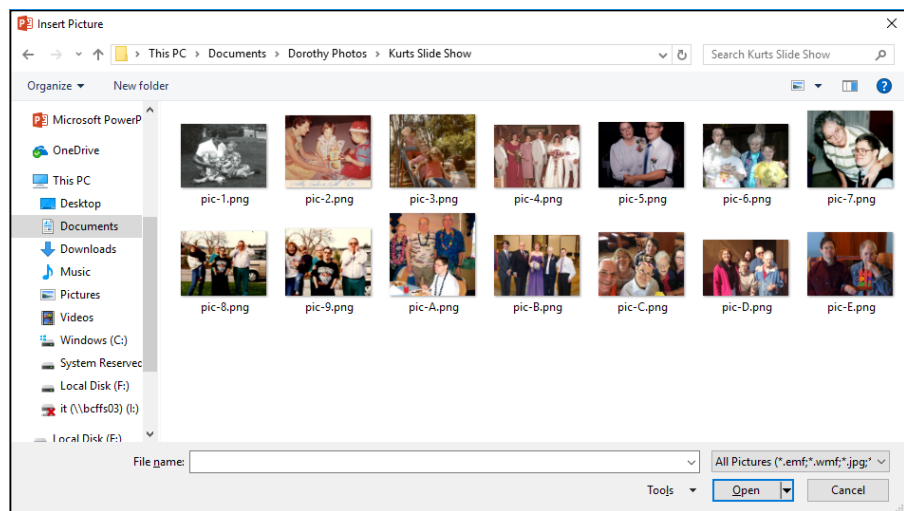 Insert Picture
This PC > Documents > Dorothy Photos > Kurts Slide Show
Search Kurts Slide Show
Organize
New folder
Microsoft PowerP
OneDrive
This PC
Desktop
Documents
Downloads
Music
Pictures
Videos
Windows (C:)
System Reserved
Local Disk (F:)
it (\\bcffs03) (I:)
Local Disk (E:)
pic-1.png pic-2.png pic-3.png pic-4.png pic-5.png pic-6.png pic-7.png
pic-8.png pic-9.png pic-A.png pic-B.png pic-C.png pic-D.png pic-E.png
File name:
All Pictures (*.emf;*.wmf;*.jpg;*
Tools
Open
Cancel